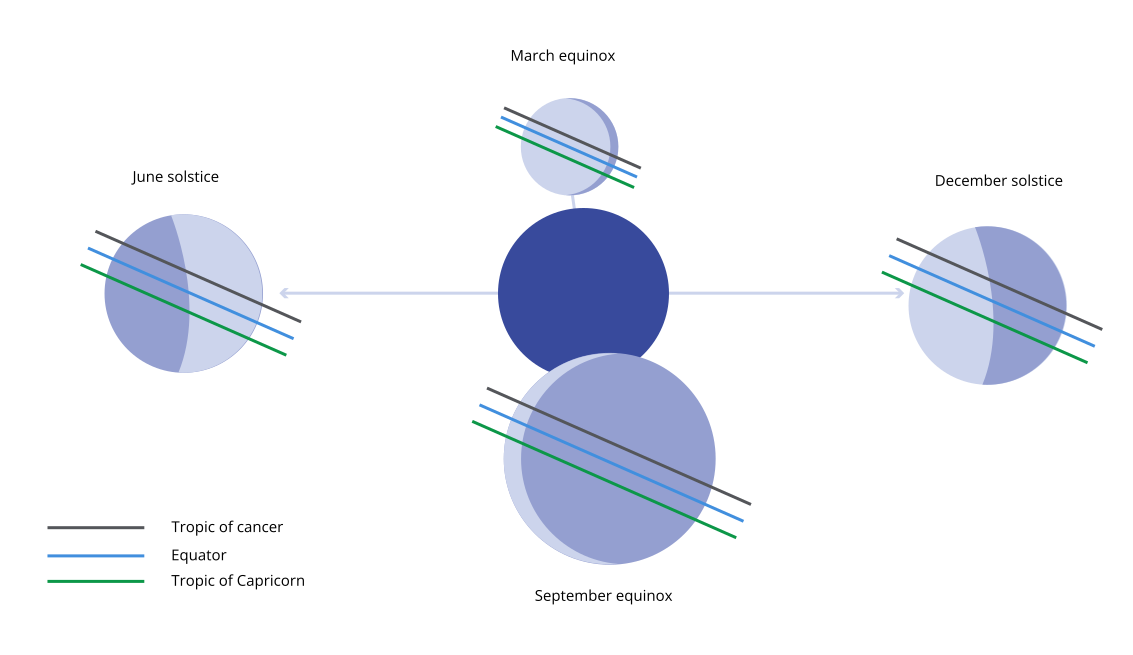 March equinox
June solstice
December solstice
Tropic of cancer
Equator
Tropic of Capricorn
September equinox